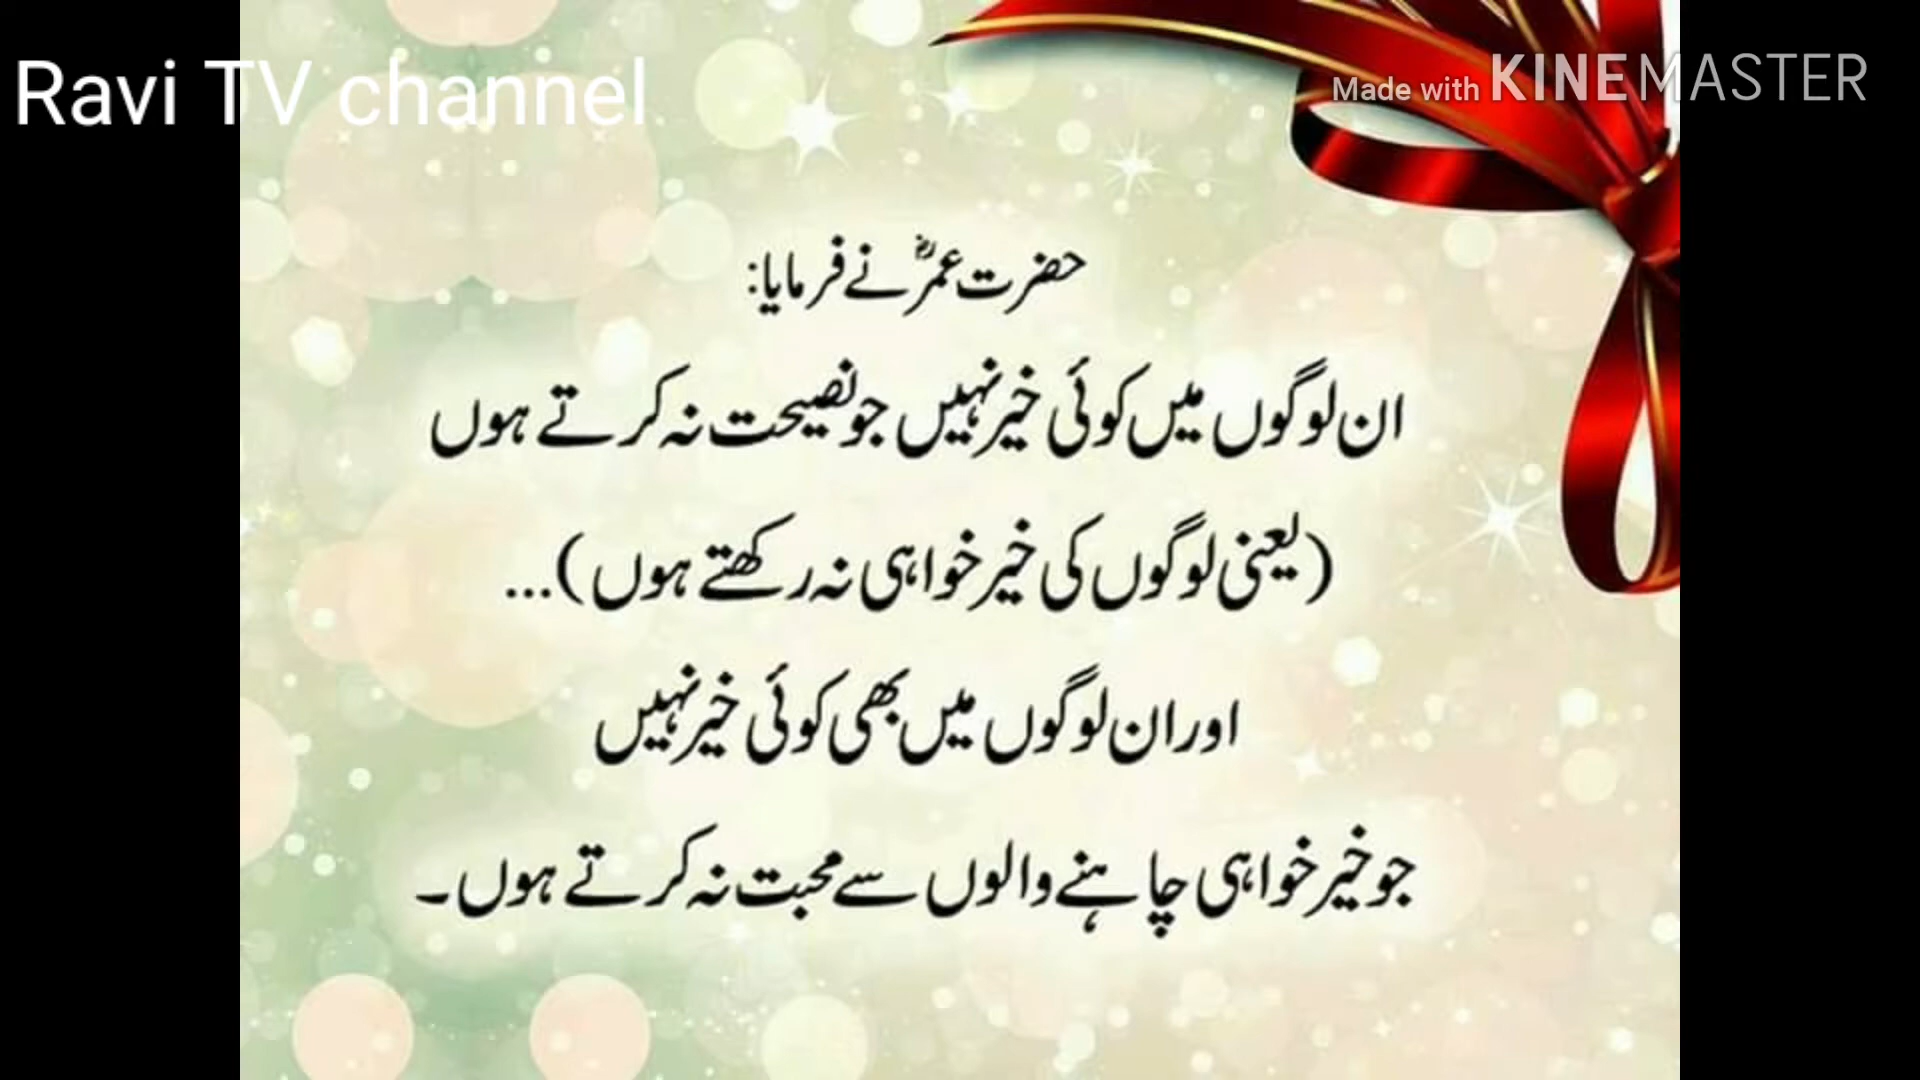 Ravi TV channel
Made with KINEMASTER
حضرت عمرؓ نے فرمایا:
ان لوگوں میں کوئی خیر نہیں جو نصیحت نہ کرتے ہوں
(یعنی لوگوں کی خیر خواہی نہ رکھتے ہوں)...
اور ان لوگوں میں بھی کوئی خیر نہیں
جو خیر خواہی چاہنے والوں سے محبت نہ کرتے ہوں۔